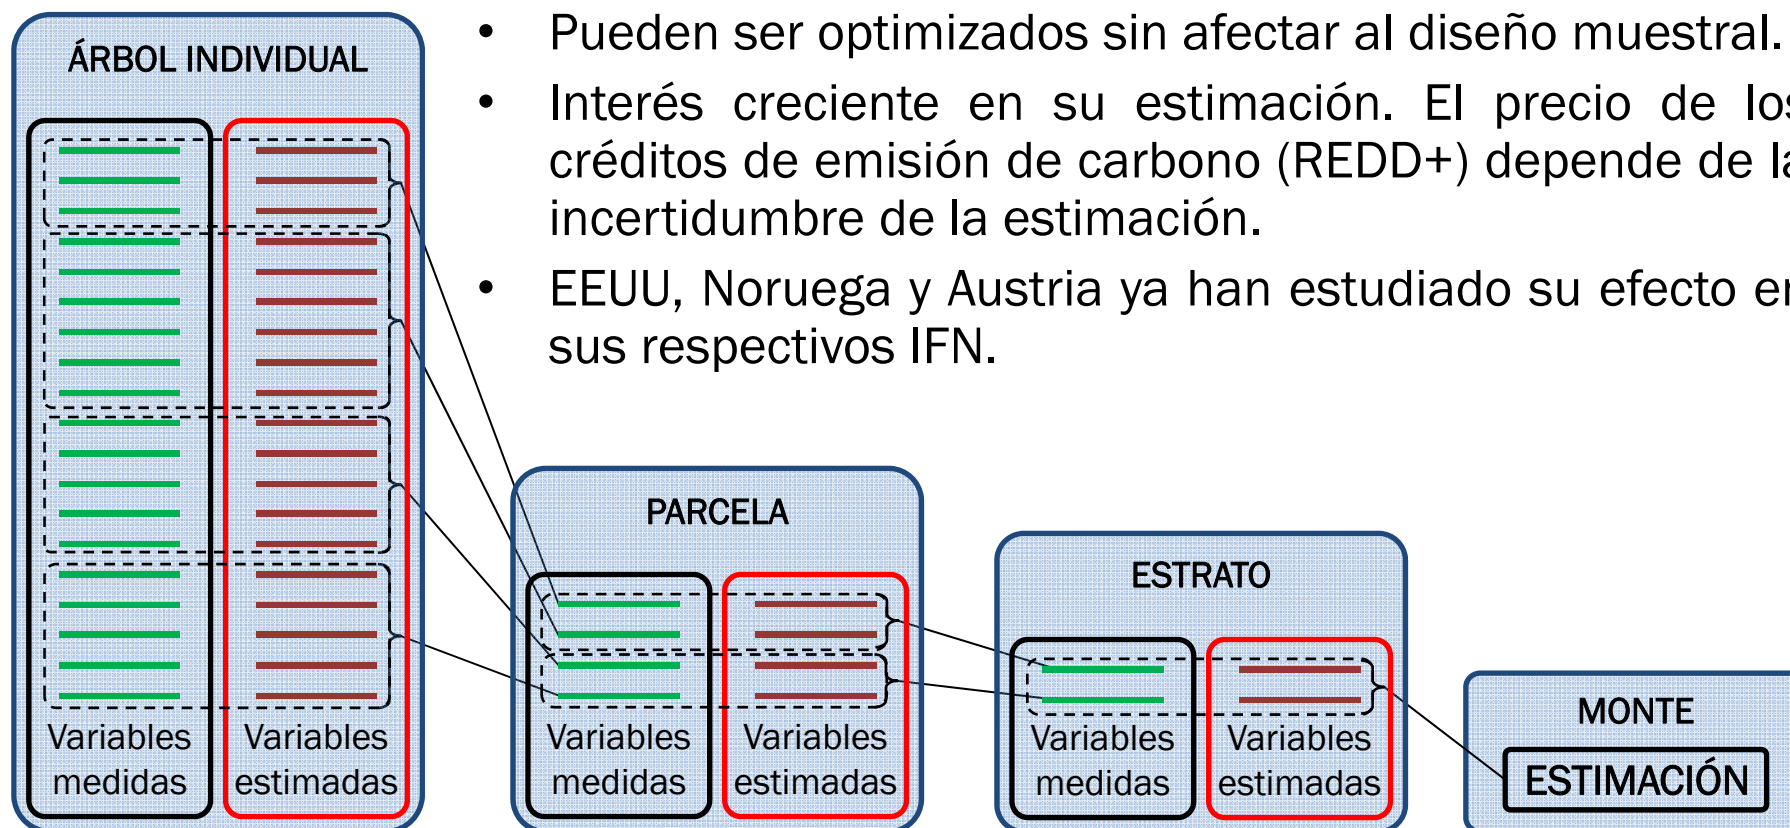 ÁRBOL INDIVIDUAL
Variables
medidas
Variables
estimadas
• Pueden ser optimizados sin afectar al diseño muestral.
• Interés creciente en su estimación. El precio de los
créditos de emisión de carbono (REDD+) depende de la
incertidumbre de la estimación.
• EEUU, Noruega y Austria ya han estudiado su efecto en
sus respectivos IFN.
PARCELA
Variables
medidas
Variables
estimadas
ESTRATO
Variables
medidas
Variables
estimadas
MONTE
ESTIMACIÓN